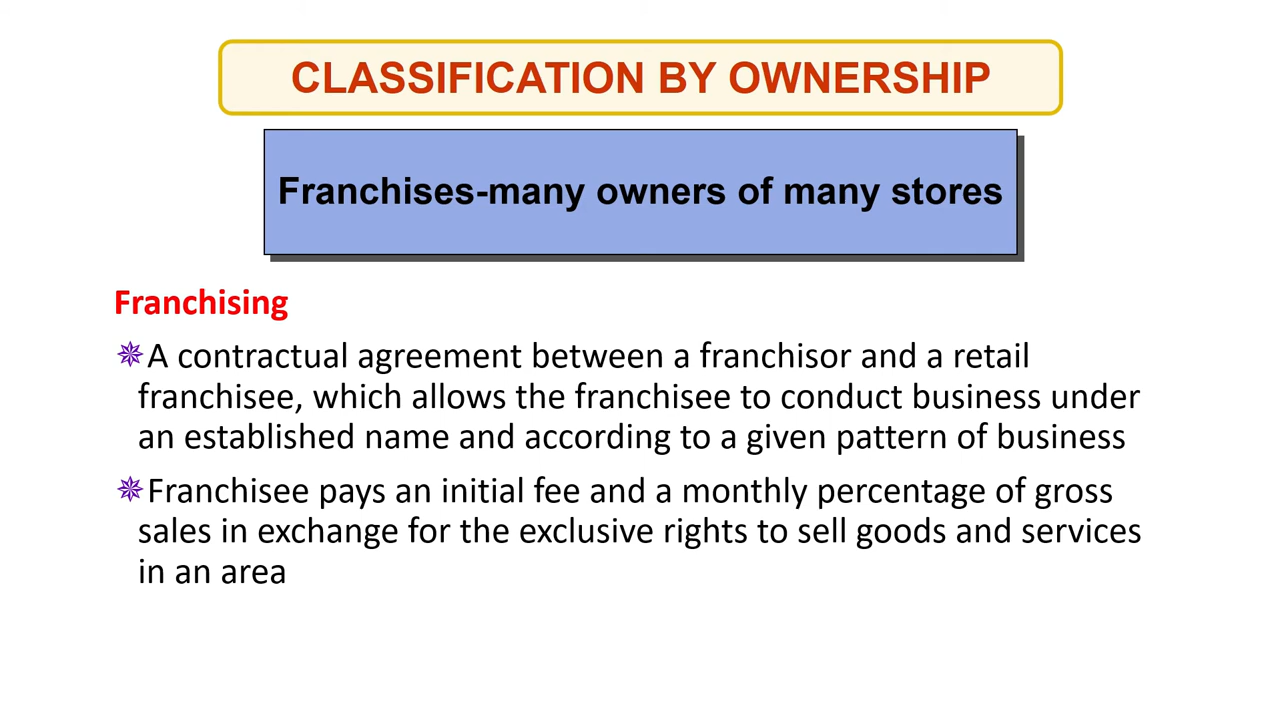 CLASSIFICATION BY OWNERSHIP
Franchises-many owners of many stores
Franchising
A contractual agreement between a franchisor and a retail
franchisee, which allows the franchisee to conduct business under
an established name and according to a given pattern of business
Franchisee pays an initial fee and a monthly percentage of gross
sales in exchange for the exclusive rights to sell goods and services
in an area